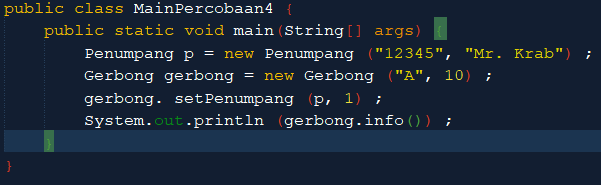 public class MainPercobaan4 {
public static void main(String[] args) {
Penumpang p = new Penumpang ("12345", "Mr. Krab") ;
Gerbong gerbong = new Gerbong ("A", 10) ;
gerbong. setPenumpang (p, 1) ;
System.out.println (gerbong.info()) ;
}
}